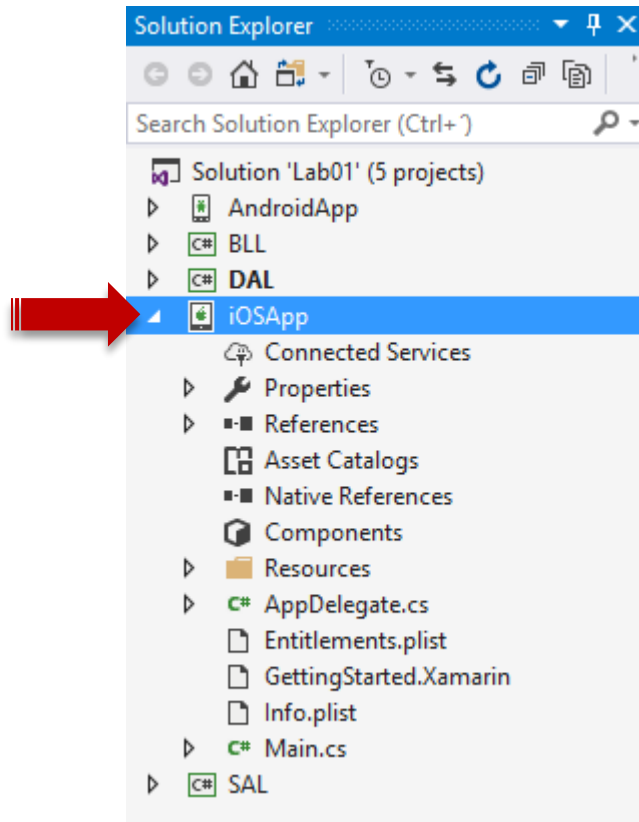 Solution Explorer
Search Solution Explorer (Ctrl+´)
Solution 'Lab01' (5 projects)
AndroidApp
C# BLL
C# DAL
iOSApp
Connected Services
Properties
References
Asset Catalogs
Native References
Components
Resources
C# AppDelegate.cs
Entitlements.plist
GettingStarted.Xamarin
Info.plist
C# Main.cs
C# SAL